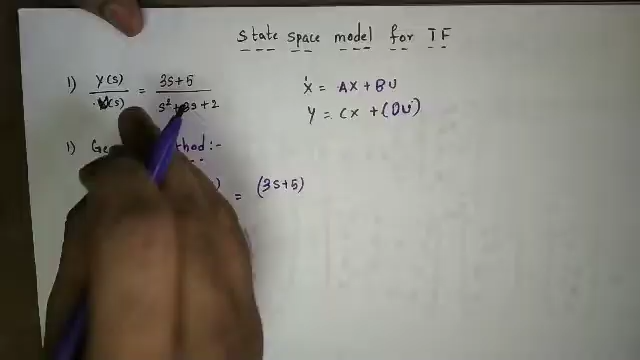 State space model for TF
1) Y(s) = 3s+5
(s) s² + 3s + 2
Ẋ = AX + BU
Y = CX + (DU)
1) Ge thod :-
= (3s+5)